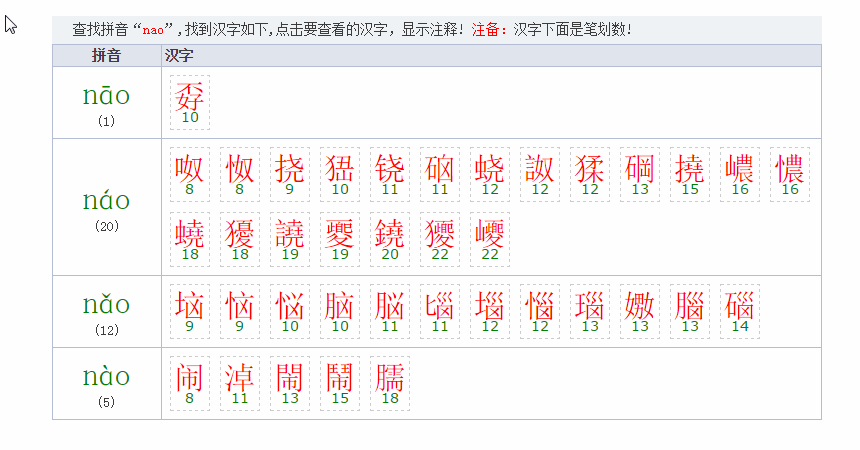 查找拼音“nao”,找到汉字如下,点击要查看的汉字，显示注释! 注备：汉字下面是笔划数!
拼音 汉字
nāo
(1)
孬
10
náo
(20)
呶 怓 挠 猱 铙 硇 蛲 詉 猱 碙 撓 巎 憹
8 8 9 10 11 11 12 12 12 13 15 16 16
蟯 獶 譊 夒 鐃 獿 巎
18 18 19 19 20 22 22
nǎo
(12)
垴 恼 悩 脑 脳 匘 堖 惱 瑙 嫐 腦 碯
9 9 10 10 11 11 12 12 13 13 13 14
nào
(5)
闹 淖 閙 鬧 臑
8 11 13 15 18